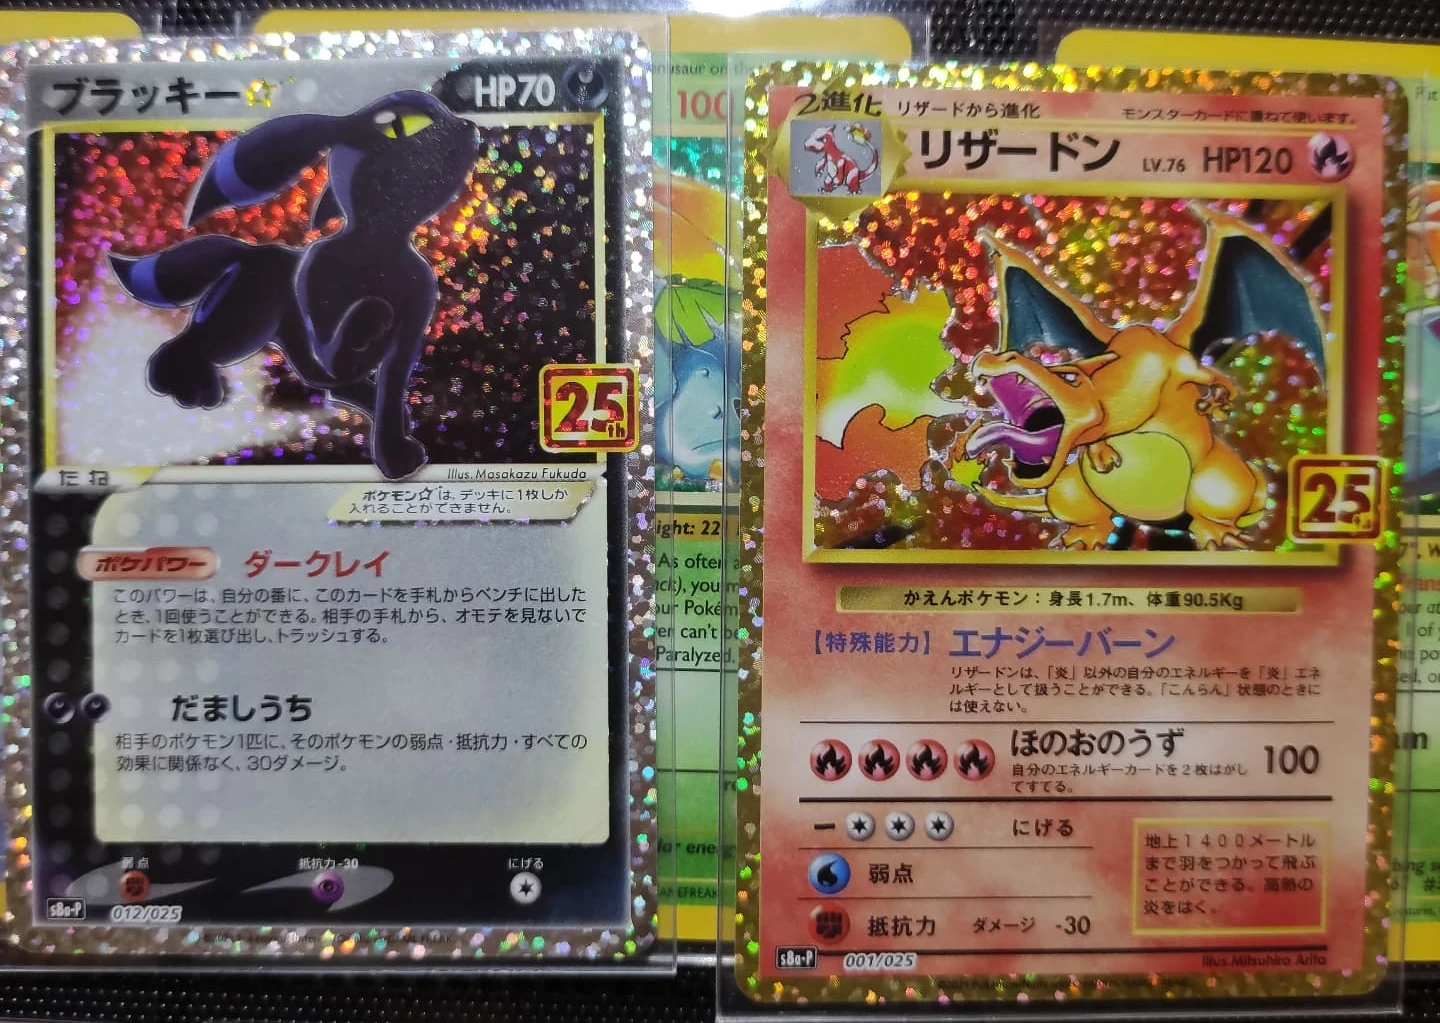 ブラッキー☆
HP70
25th
たね
Illus. Masakazu Fukuda
ポケモン☆は、デッキに1枚しか
入れることができません。
ポケパワー ダークレイ
このパワーは、自分の番に、このカードを手札からベンチに出した
とき、1回使うことができる。相手の手札から、オモテを見ないで
カードを1枚選び出し、トラッシュする。
だましうち
相手のポケモン1匹に、そのポケモンの弱点・抵抗力・すべての
効果に関係なく、30ダメージ。
弱点 抵抗力-30 にげる
s8a-P 012/025
100
ight: 22
As often a
you m
our Pokém
en can't b
Paralyzed.
2進化 リザードから進化 モンスターカードに重ねて使います。
リザードン LV.76 HP120
25th
かえんポケモン：身長1.7m、体重90.5Kg
【特殊能力】 エナジーバーン
リザードンは、「炎」以外の自分のエネルギーを「炎」エネ
ルギーとして扱うことができる。「こんらん」状態のときに
は使えない。
ほのおのうず 100
自分のエネルギーカードを2枚はがし
てすてる。
ー にげる
弱点
抵抗力 ダメージ -30
地上1400メートル
まで羽をつかって飛ぶ
ことができる。高熱の
炎をはく。
s8a-P 001/025
Illus. Mitsuhiro Arita